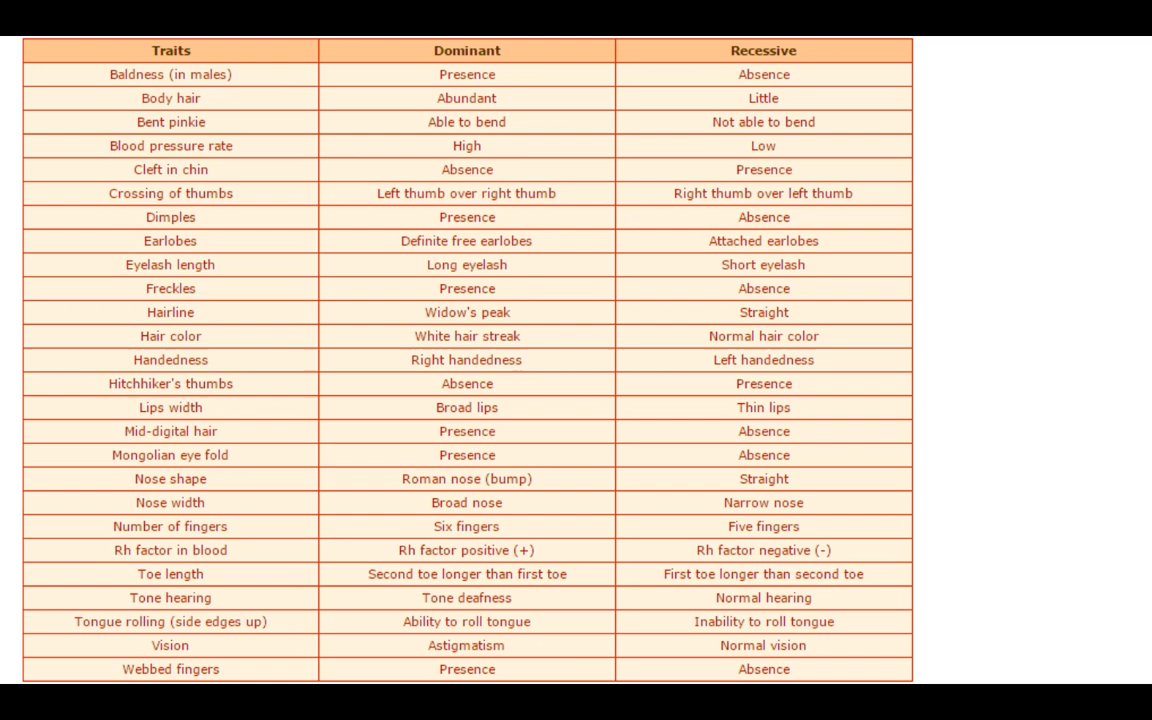 Traits Dominant Recessive
Baldness (in males) Presence Absence
Body hair Abundant Little
Bent pinkie Able to bend Not able to bend
Blood pressure rate High Low
Cleft in chin Absence Presence
Crossing of thumbs Left thumb over right thumb Right thumb over left thumb
Dimples Presence Absence
Earlobes Definite free earlobes Attached earlobes
Eyelash length Long eyelash Short eyelash
Freckles Presence Absence
Hairline Widow's peak Straight
Hair color White hair streak Normal hair color
Handedness Right handedness Left handedness
Hitchhiker's thumbs Absence Presence
Lips width Broad lips Thin lips
Mid-digital hair Presence Absence
Mongolian eye fold Presence Absence
Nose shape Roman nose (bump) Straight
Nose width Broad nose Narrow nose
Number of fingers Six fingers Five fingers
Rh factor in blood Rh factor positive (+) Rh factor negative (-)
Toe length Second toe longer than first toe First toe longer than second toe
Tone hearing Tone deafness Normal hearing
Tongue rolling (side edges up) Ability to roll tongue Inability to roll tongue
Vision Astigmatism Normal vision
Webbed fingers Presence Absence